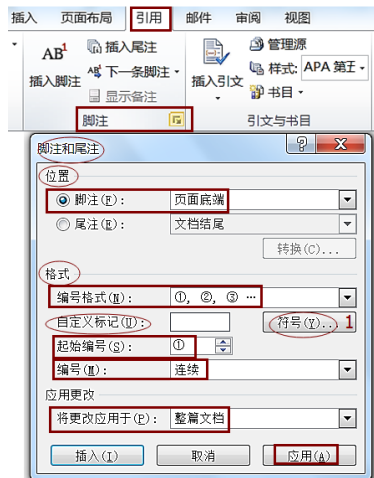 插入 页面布局 引用 邮件 审阅 视图
AB¹ 插入尾注 管理源
AB¹ 下一条脚注 样式: APA 第王
插入脚注 显示备注 插入引文 书目
脚注 引文与书目
脚注和尾注
位置
脚注(F): 页面底端
尾注(E): 文档结尾
转换(C)...
格式
编号格式(N): ①, ②, ③ …
自定义标记(U): 符号(Y)... 1
起始编号(S): ①
编号(M): 连续
应用更改
将更改应用于(P): 整篇文档
插入(I) 取消 应用(A)